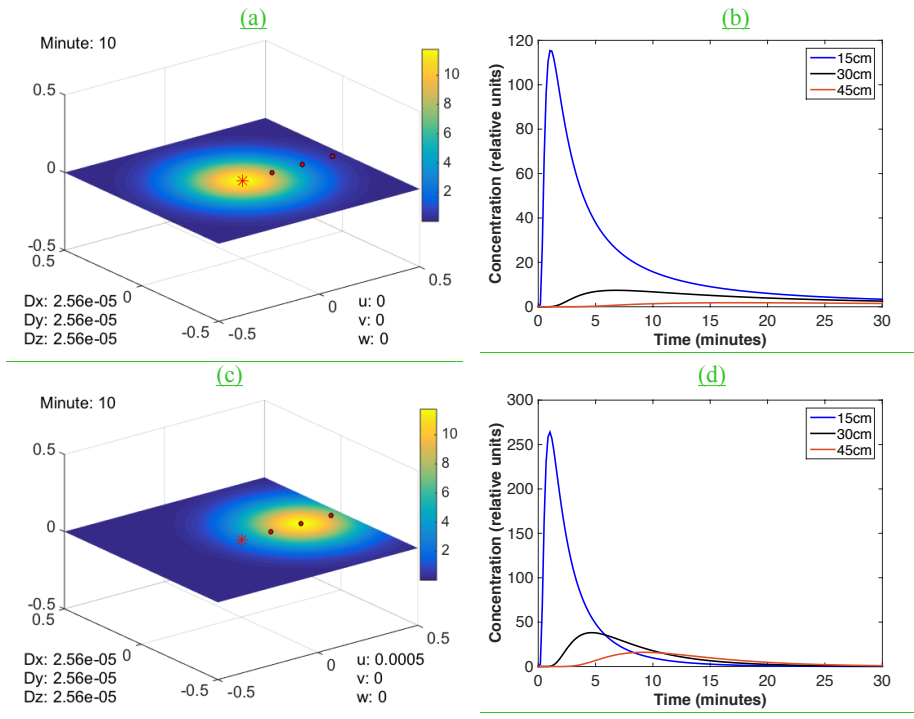 (a)
Minute: 10
0.5
0
-0.5
0.5
0
-0.5
-0.5
0
0.5
10
8
6
4
2
Dx: 2.56e-05
Dy: 2.56e-05
Dz: 2.56e-05
u: 0
v: 0
w: 0
(b)
Concentration (relative units)
120
100
80
60
40
20
0
0 5 10 15 20 25 30
Time (minutes)
15cm
30cm
45cm
(c)
Minute: 10
0.5
0
-0.5
0.5
0
-0.5
-0.5
0
0.5
10
8
6
4
2
Dx: 2.56e-05
Dy: 2.56e-05
Dz: 2.56e-05
u: 0.0005
v: 0
w: 0
(d)
Concentration (relative units)
300
250
200
150
100
50
0
0 5 10 15 20 25 30
Time (minutes)
15cm
30cm
45cm